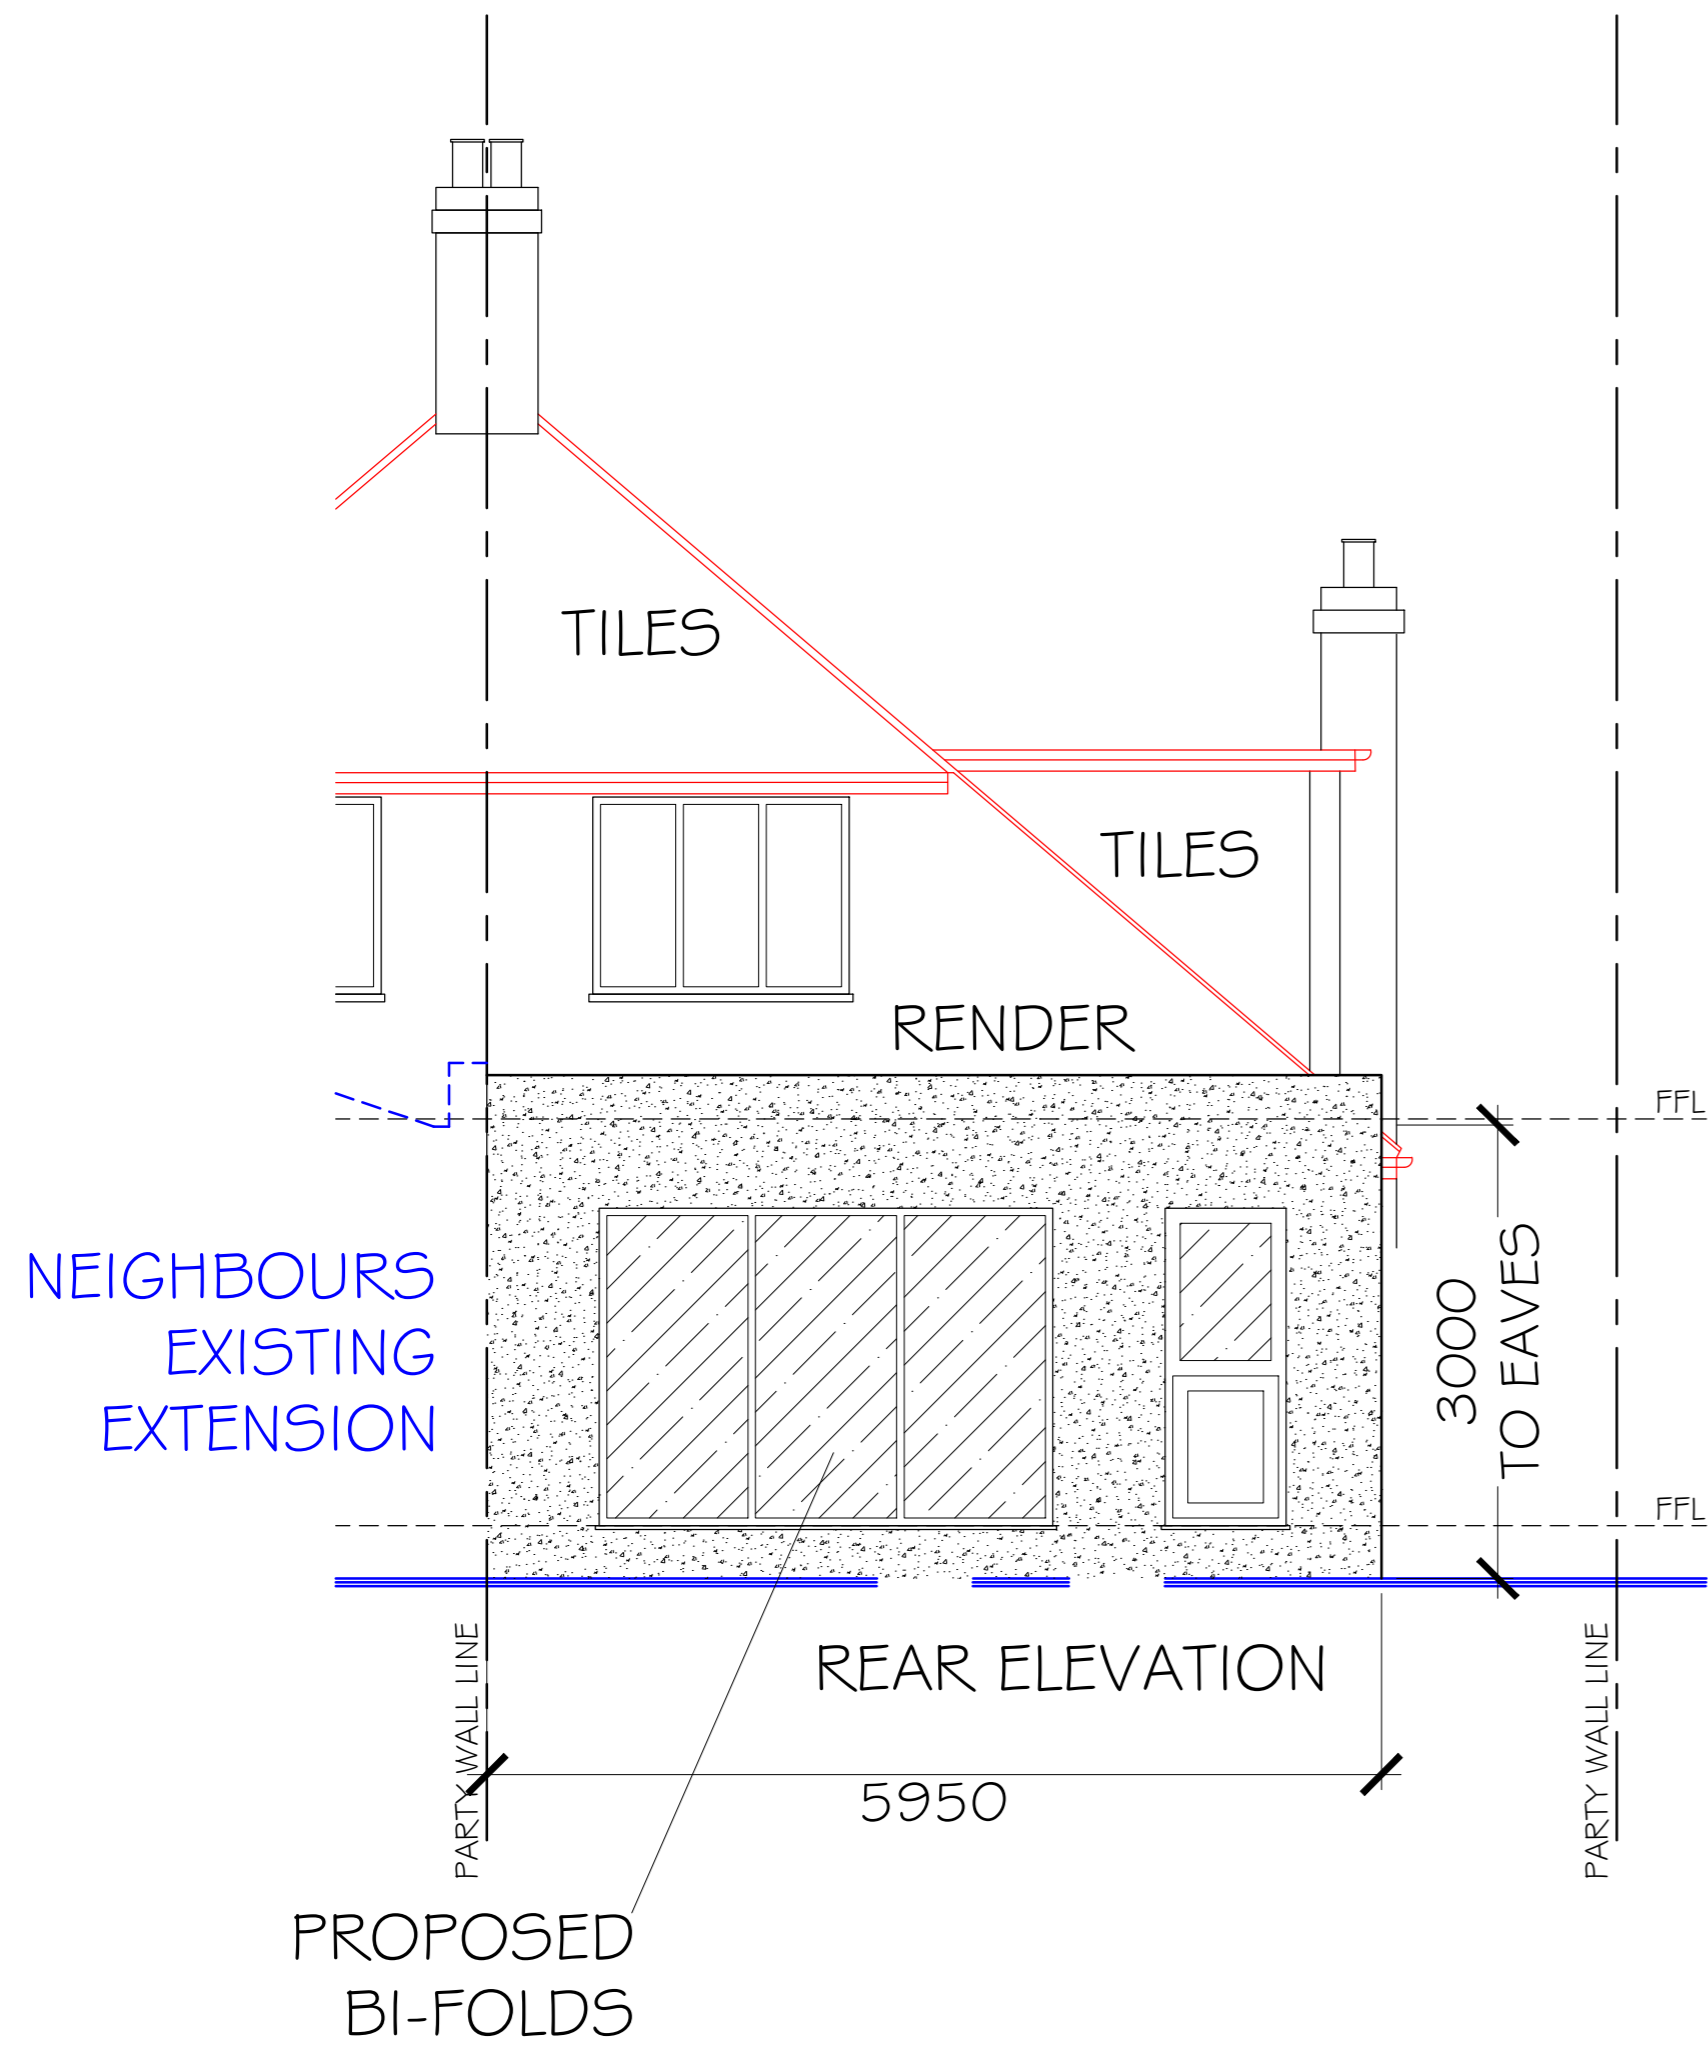 TILES
TILES
RENDER
FFL
NEIGHBOURS
EXISTING
EXTENSION
3000
TO EAVES
FFL
REAR ELEVATION
PARTY WALL LINE
PARTY WALL LINE
5950
PROPOSED
BI-FOLDS